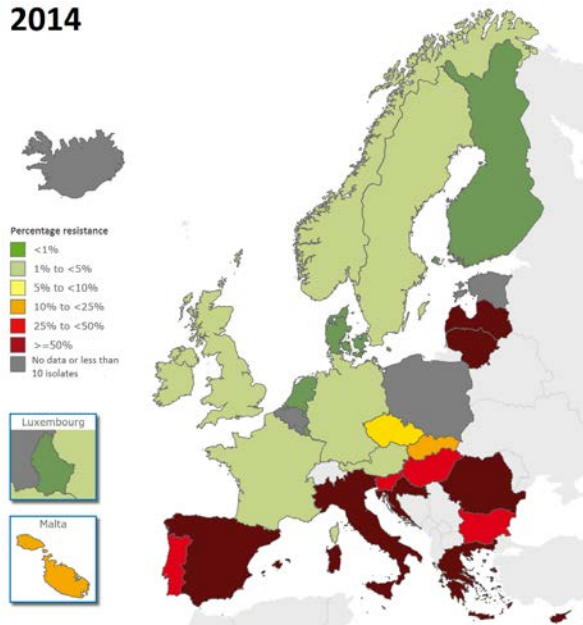 2014
Percentage resistance
<1%
1% to <5%
5% to <10%
10% to <25%
25% to <50%
>=50%
No data or less than
10 isolates
Luxembourg
Malta